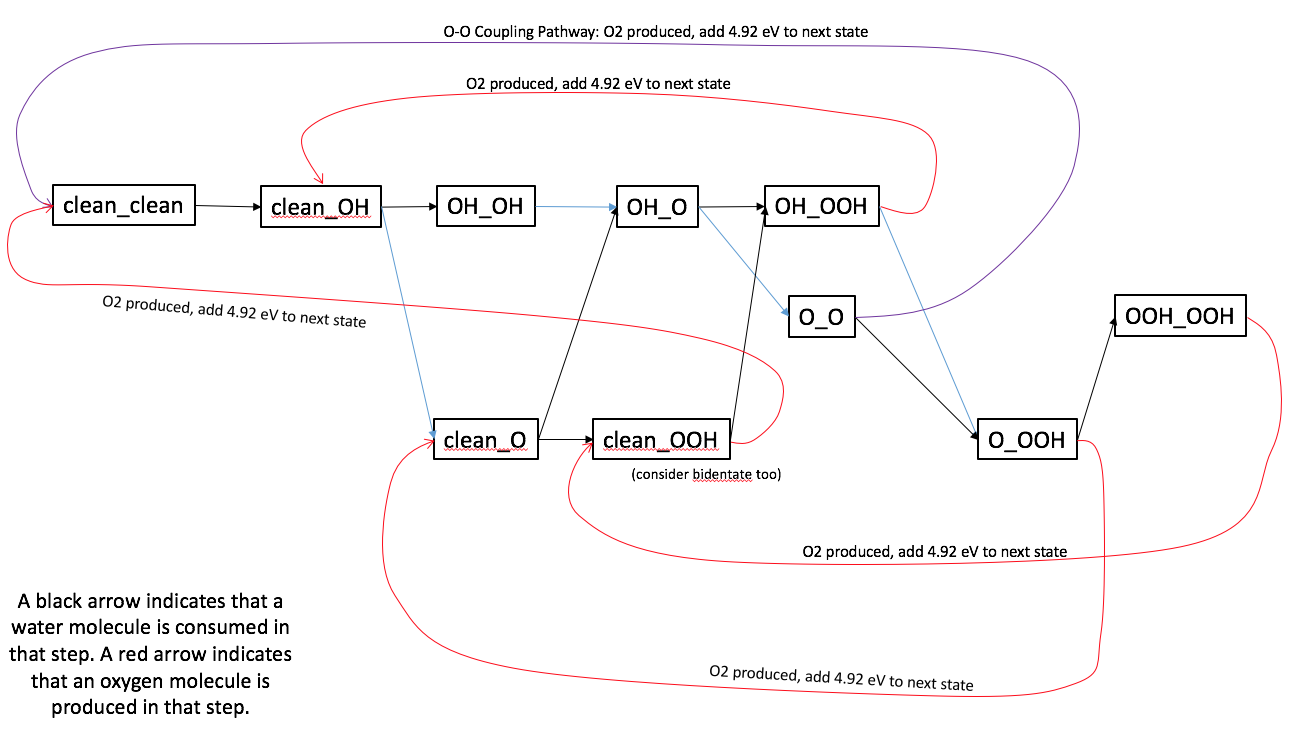 O-O Coupling Pathway: O2 produced, add 4.92 eV to next state
O2 produced, add 4.92 eV to next state
clean_clean
clean_OH
OH_OH
OH_O
OH_OOH
O2 produced, add 4.92 eV to next state
O_O
OOH_OOH
clean_O
clean_OOH
O_OOH
(consider bidentate too)
O2 produced, add 4.92 eV to next state
A black arrow indicates that a
water molecule is consumed in
that step. A red arrow indicates
that an oxygen molecule is
produced in that step.
O2 produced, add 4.92 eV to next state